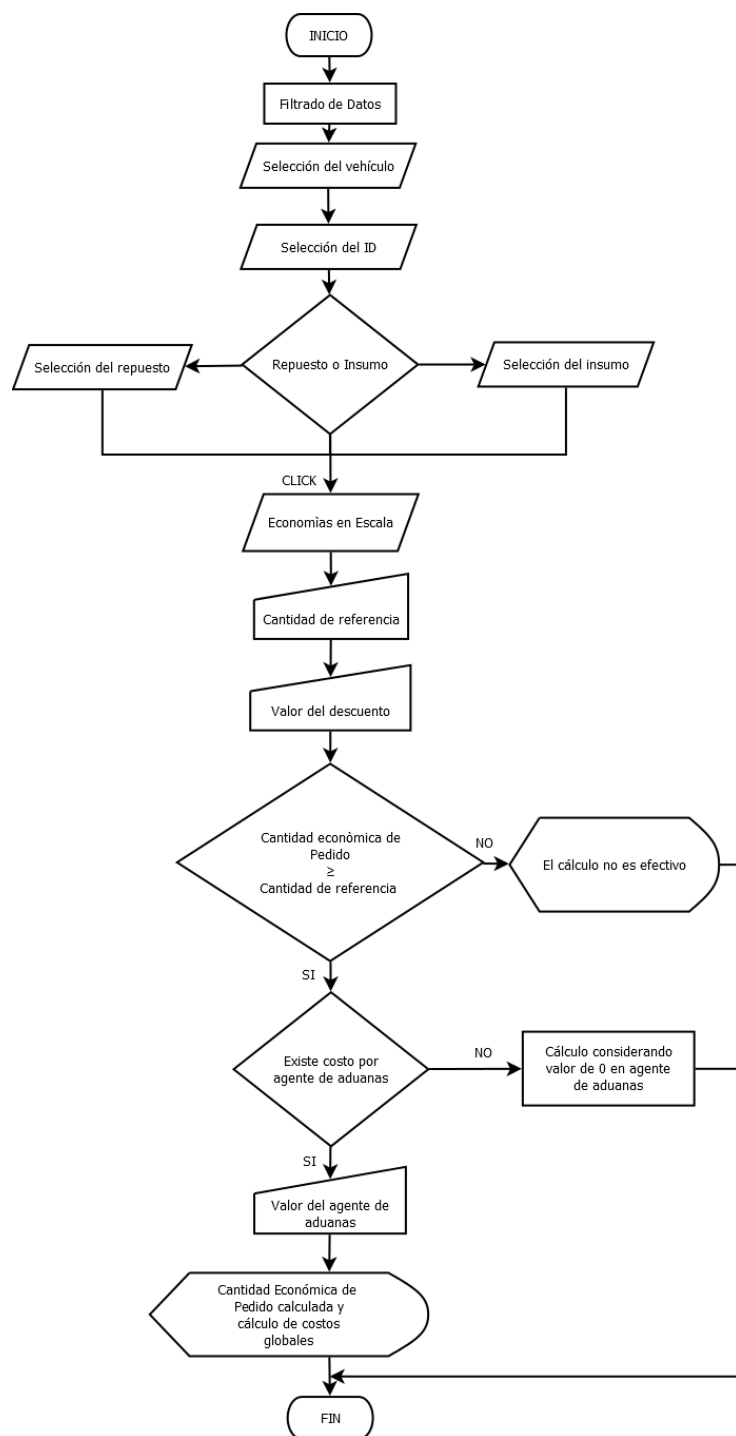 INICIO
Filtrado de Datos
Selección del vehículo
Selección del ID
Repuesto o Insumo
Selección del repuesto
Selección del insumo
CLICK
Economìas en Escala
Cantidad de referencia
Valor del descuento
Cantidad econòmica de
Pedido
≥
Cantidad de referencia
NO
El cálculo no es efectivo
SI
Existe costo por
agente de aduanas
NO
Cálculo considerando
valor de 0 en agente
de aduanas
SI
Valor del agente de
aduanas
Cantidad Económica de
Pedido calculada y
cálculo de costos
globales
FIN